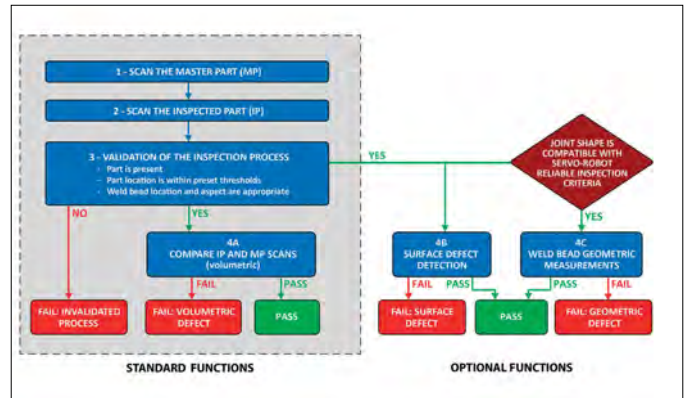 1 - SCAN THE MASTER PART (MP)
2 - SCAN THE INSPECTED PART (IP)
3 - VALIDATION OF THE INSPECTION PROCESS
- Part is present
- Part location is within preset thresholds
- Weld bead location and aspect are appropriate
YES
JOINT SHAPE IS
COMPATIBLE WITH
SERVO-ROBOT
RELIABLE INSPECTION
CRITERIA
NO
YES
YES
4A
COMPARE IP AND MP SCANS
(volumetric)
4B
SURFACE DEFECT
DETECTION
4C
WELD BEAD GEOMETRIC
MEASUREMENTS
FAIL
PASS
FAIL
PASS
PASS
FAIL
FAIL: INVALIDATED
PROCESS
FAIL: VOLUMETRIC
DEFECT
PASS
FAIL: SURFACE
DEFECT
PASS
FAIL: GEOMETRIC
DEFECT
STANDARD FUNCTIONS
OPTIONAL FUNCTIONS